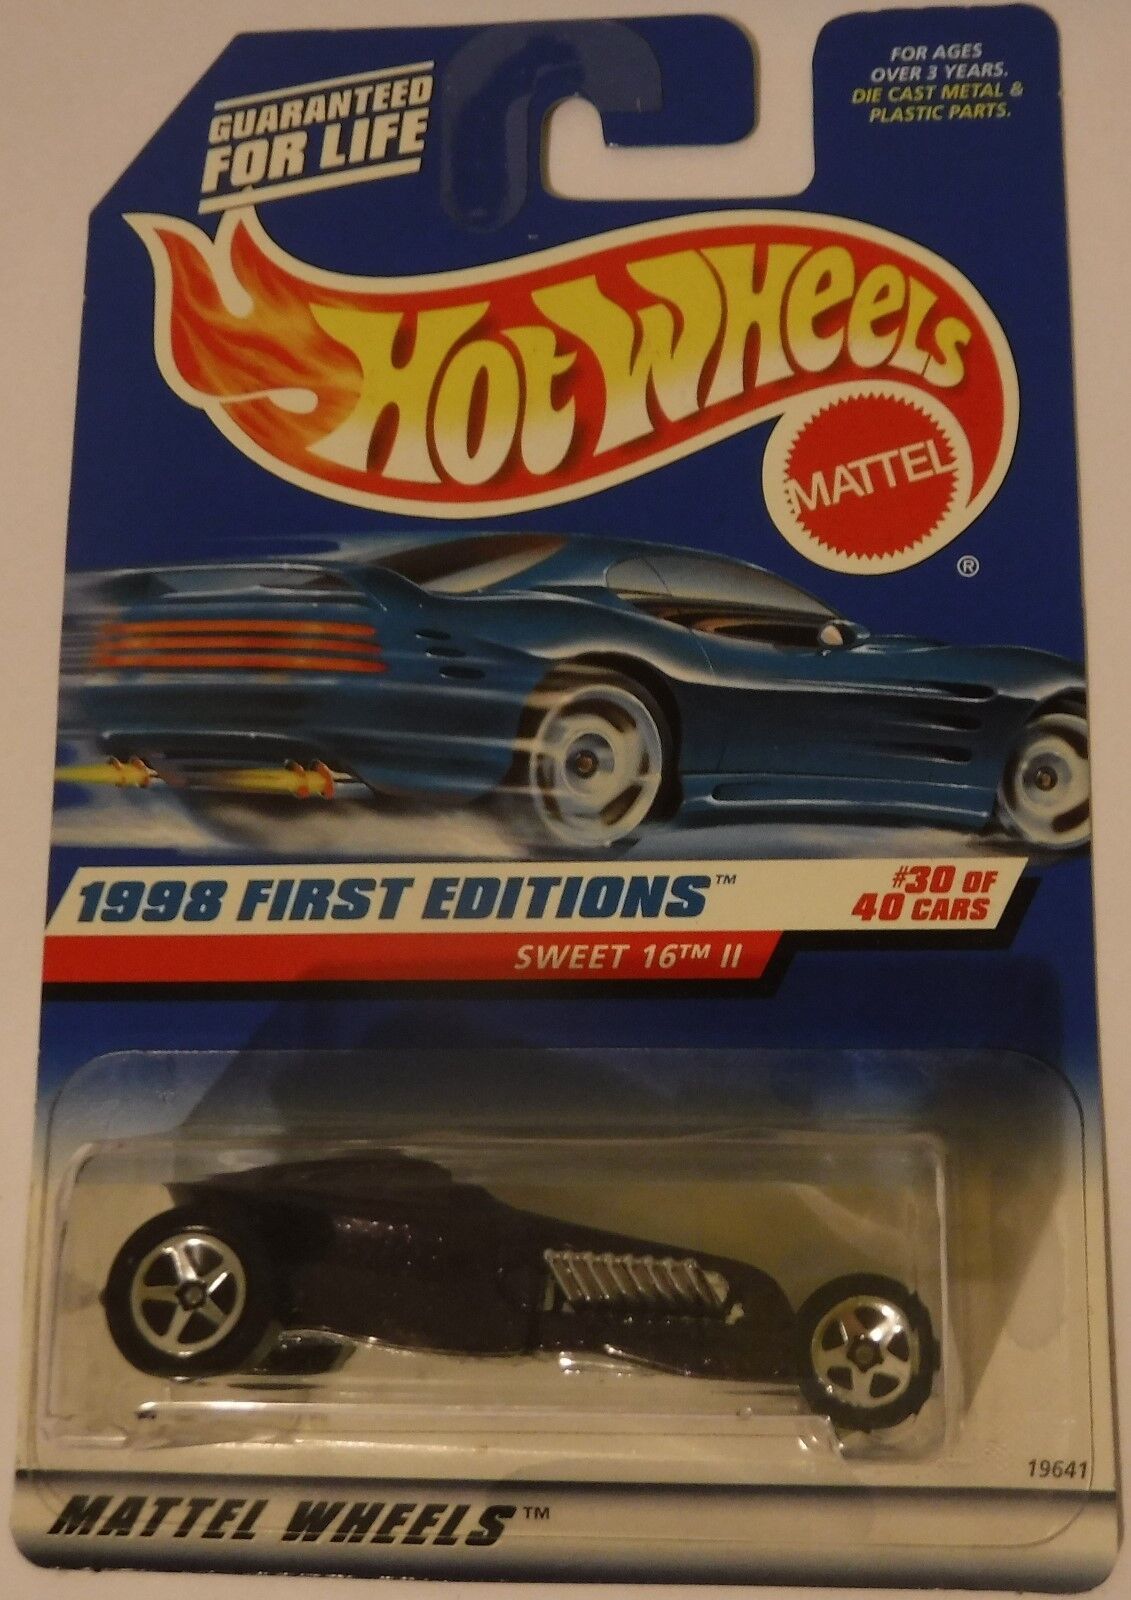 GUARANTEED
FOR LIFE
FOR AGES
OVER 3 YEARS.
DIE CAST METAL &
PLASTIC PARTS.
HOT WHEELS
MATTEL
®
1998 FIRST EDITIONS™
#30 OF
40 CARS
SWEET 16™ II
19641
MATTEL WHEELS™